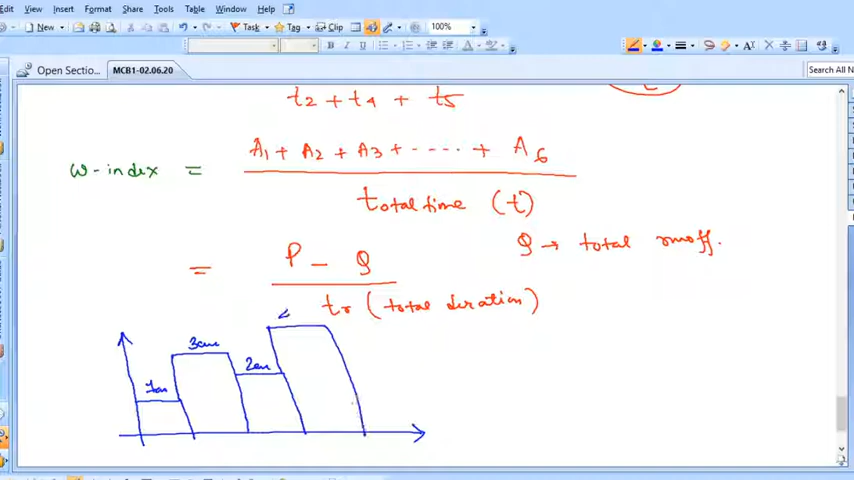 Edit View Insert Format Share Tools Table Window Help
New Task Tag 100%
Open Sectio... MCB1-02.06.20 Search All N
t2 + t4 + t5
ω-index = A1 + A2 + A3 + ..... + A6
total time (t)
= P - Q
Q → total runoff.
tr (total duration)
3cm
2cm
1cm